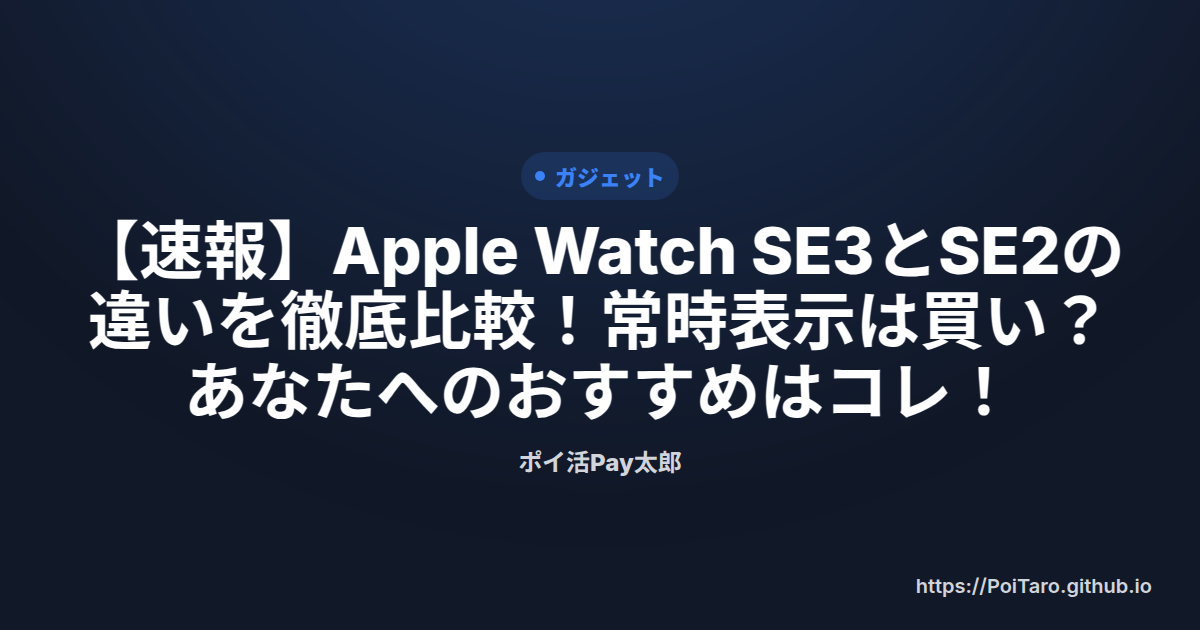 ガジェット
【速報】Apple Watch SE3とSE2の
違いを徹底比較！常時表示は買い？
あなたへのおすすめはコレ！
ポイ活Pay太郎
https://PoiTaro.github.io